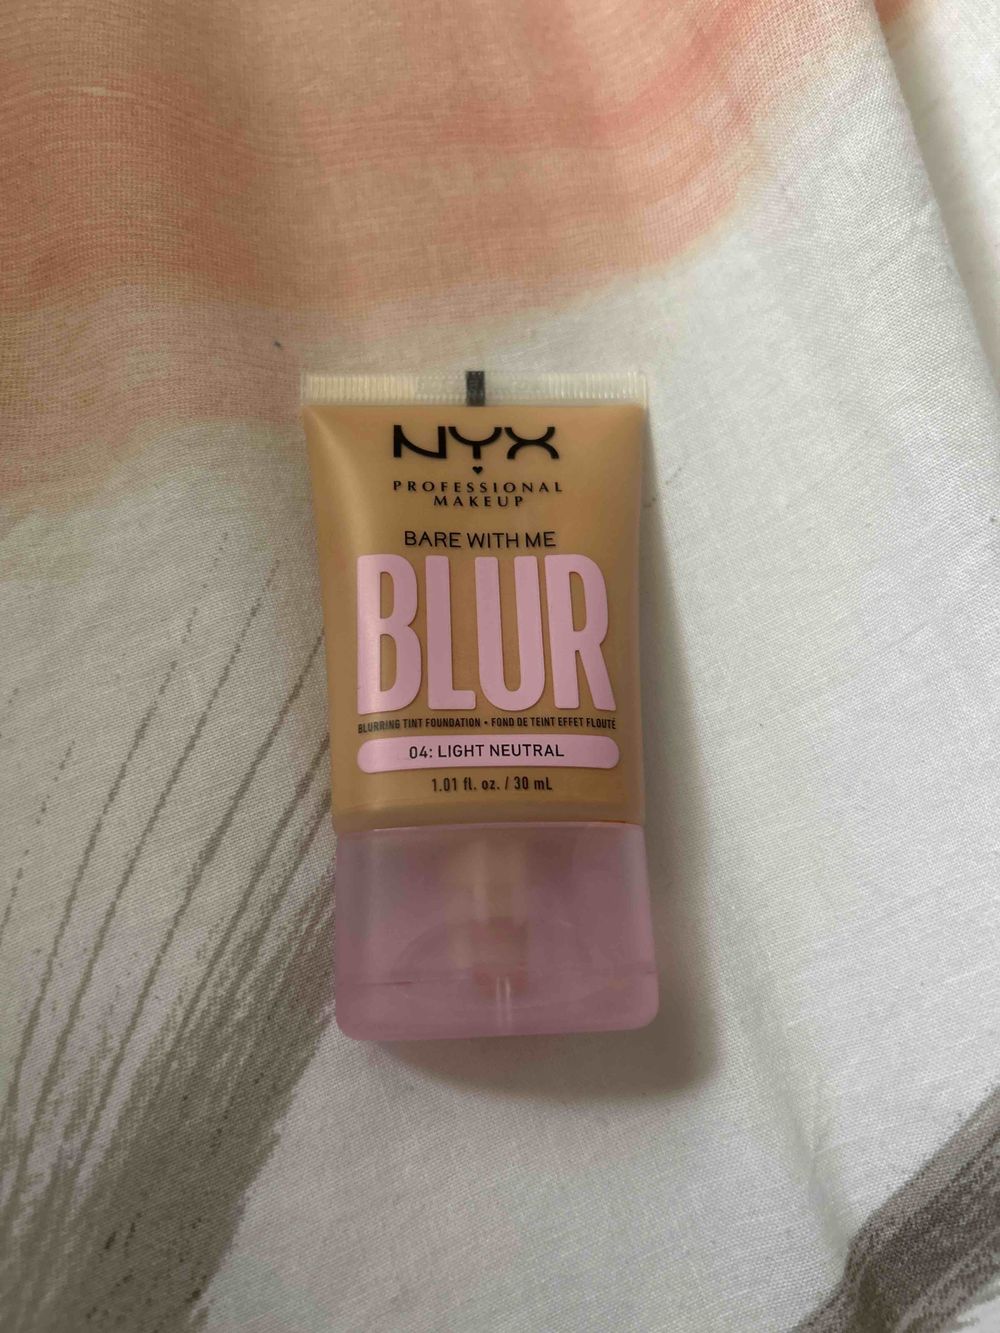 NYX
PROFESSIONAL
MAKEUP
BARE WITH ME
BLUR
BLURRING TINT FOUNDATION • FOND DE TEINT EFFET FLOUTÉ
04: LIGHT NEUTRAL
1.01 fl. oz. / 30 mL